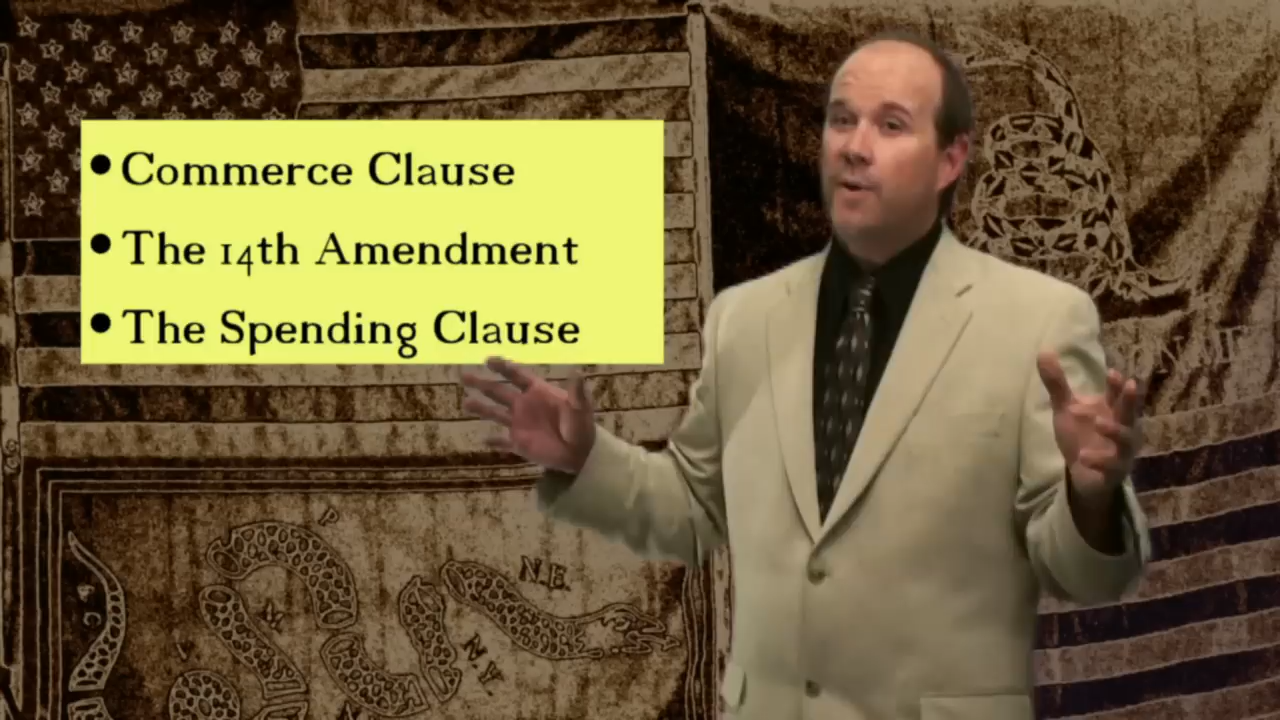 • Commerce Clause
• The 14th Amendment
• The Spending Clause
P
N.E.
N.Y.
M
S
C